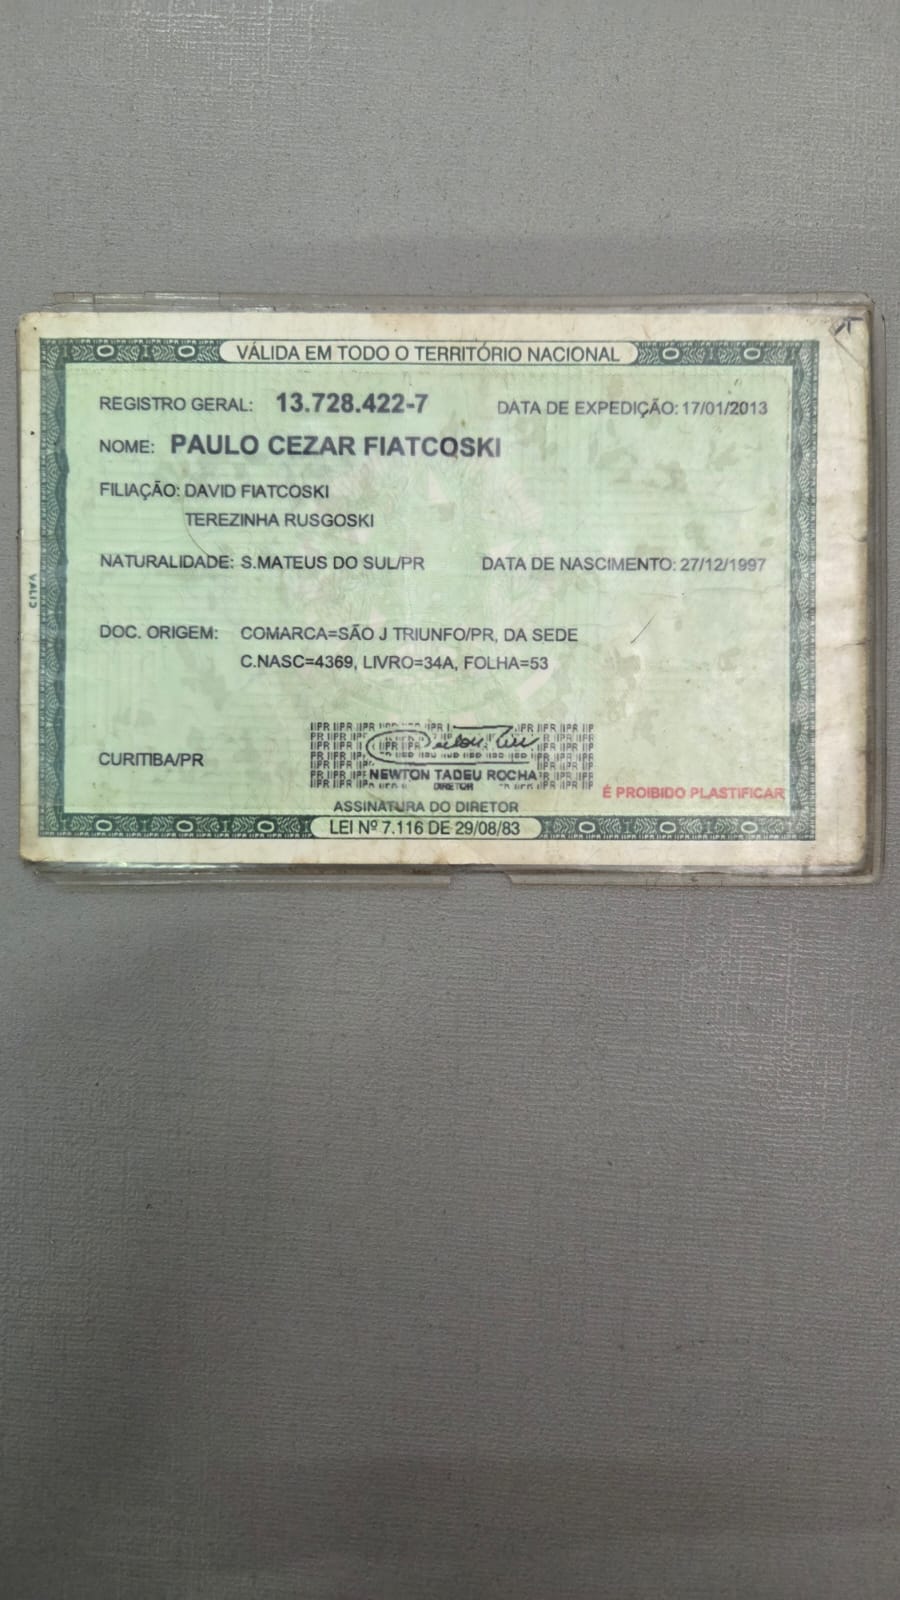 VÁLIDA EM TODO O TERRITÓRIO NACIONAL
REGISTRO GERAL: 13.728.422-7 DATA DE EXPEDIÇÃO: 17/01/2013
NOME: PAULO CEZAR FIATCOSKI
FILIAÇÃO: DAVID FIATCOSKI
TEREZINHA RUSGOSKI
NATURALIDADE: S.MATEUS DO SUL/PR DATA DE NASCIMENTO: 27/12/1997
DOC. ORIGEM: COMARCA=SÃO J TRIUNFO/PR, DA SEDE
C.NASC=4369, LIVRO=34A, FOLHA=53
CURITIBA/PR
NEWTON TADEU ROCHA
DIRETOR
É PROIBIDO PLASTIFICAR
ASSINATURA DO DIRETOR
LEI Nº 7.116 DE 29/08/83